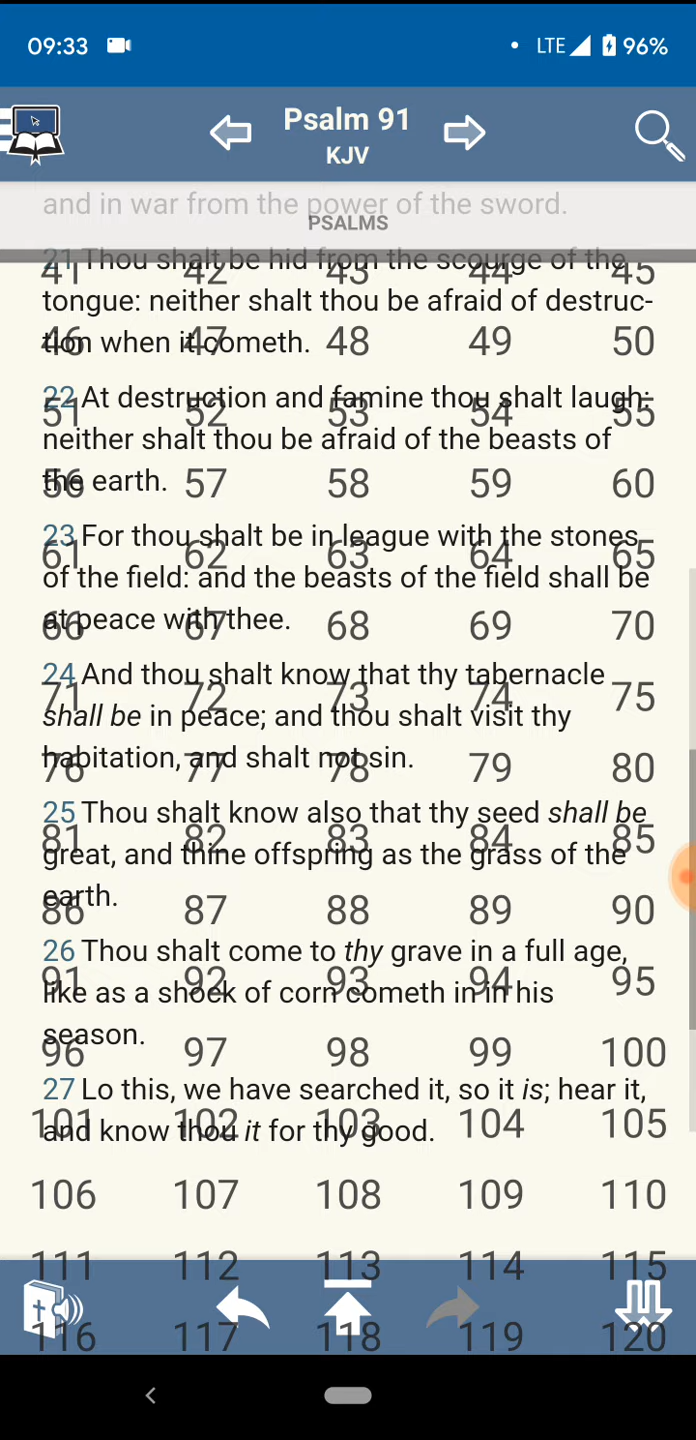 09:33 LTE 96%
Psalm 91
KJV
and in war from the power of the sword.
PSALMS
21 Thou shalt be hid from the scourge of the
41 42 43 44 45
tongue: neither shalt thou be afraid of destruc-
tion when it cometh.
46 47 48 49 50
22 At destruction and famine thou shalt laugh:
51 52 53 54 55
neither shalt thou be afraid of the beasts of
the earth.
56 57 58 59 60
23 For thou shalt be in league with the stones
61 62 63 64 65
of the field: and the beasts of the field shall be
at peace with thee.
66 67 68 69 70
24 And thou shalt know that thy tabernacle
71 72 73 74 75
shall be in peace; and thou shalt visit thy
habitation, and shalt not sin.
76 77 78 79 80
25 Thou shalt know also that thy seed shall be
81 82 83 84 85
great, and thine offspring as the grass of the
earth.
86 87 88 89 90
26 Thou shalt come to thy grave in a full age,
91 92 93 94 95
like as a shock of corn cometh in in his
season.
96 97 98 99 100
27 Lo this, we have searched it, so it is; hear it,
101 102 103 104 105
and know thou it for thy good.
106 107 108 109 110
111 112 113 114 115
116 117 118 119 120